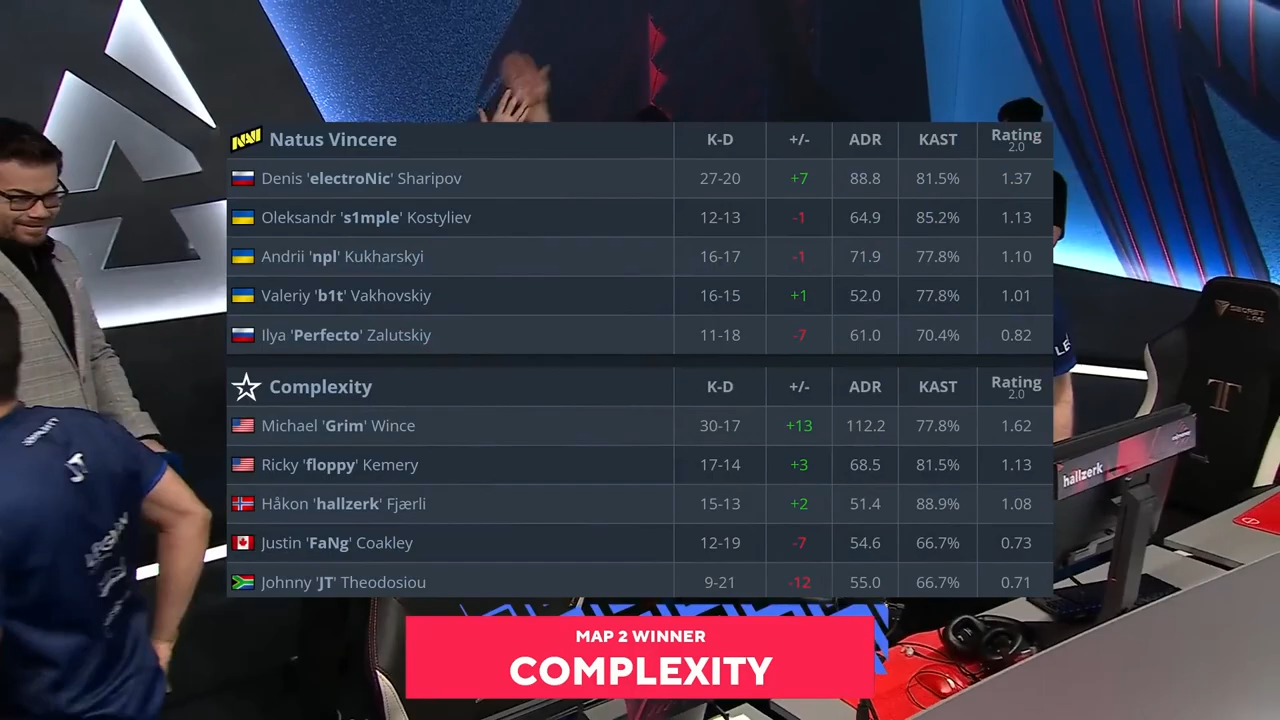 Natus Vincere K-D +/- ADR KAST Rating 2.0
Denis 'electroNic' Sharipov 27-20 +7 88.8 81.5% 1.37
Oleksandr 's1mple' Kostyliev 12-13 -1 64.9 85.2% 1.13
Andrii 'npl' Kukharskyi 16-17 -1 71.9 77.8% 1.10
Valeriy 'b1t' Vakhovskiy 16-15 +1 52.0 77.8% 1.01
Ilya 'Perfecto' Zalutskiy 11-18 -7 61.0 70.4% 0.82
Complexity K-D +/- ADR KAST Rating 2.0
Michael 'Grim' Wince 30-17 +13 112.2 77.8% 1.62
Ricky 'floppy' Kemery 17-14 +3 68.5 81.5% 1.13
Håkon 'hallzerk' Fjærli 15-13 +2 51.4 88.9% 1.08
Justin 'FaNg' Coakley 12-19 -7 54.6 66.7% 0.73
Johnny 'JT' Theodosiou 9-21 -12 55.0 66.7% 0.71
MAP 2 WINNER
COMPLEXITY
hallzerk
SECRET LAB
JT